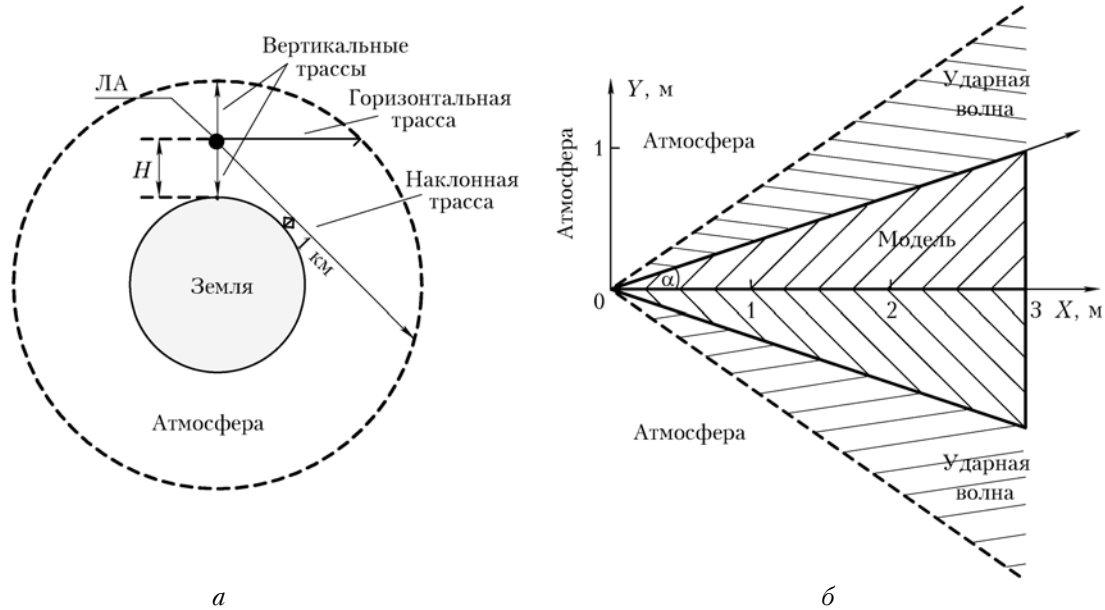 Вертикальные
трассы
ЛА
Горизонтальная
трасса
H
Наклонная
трасса
1 км
Земля
Атмосфера
а
Y, м
Атмосфера
1
Атмосфера
Ударная
волна
Модель
α
0
1
2
3
X, м
Атмосфера
Ударная
волна
б